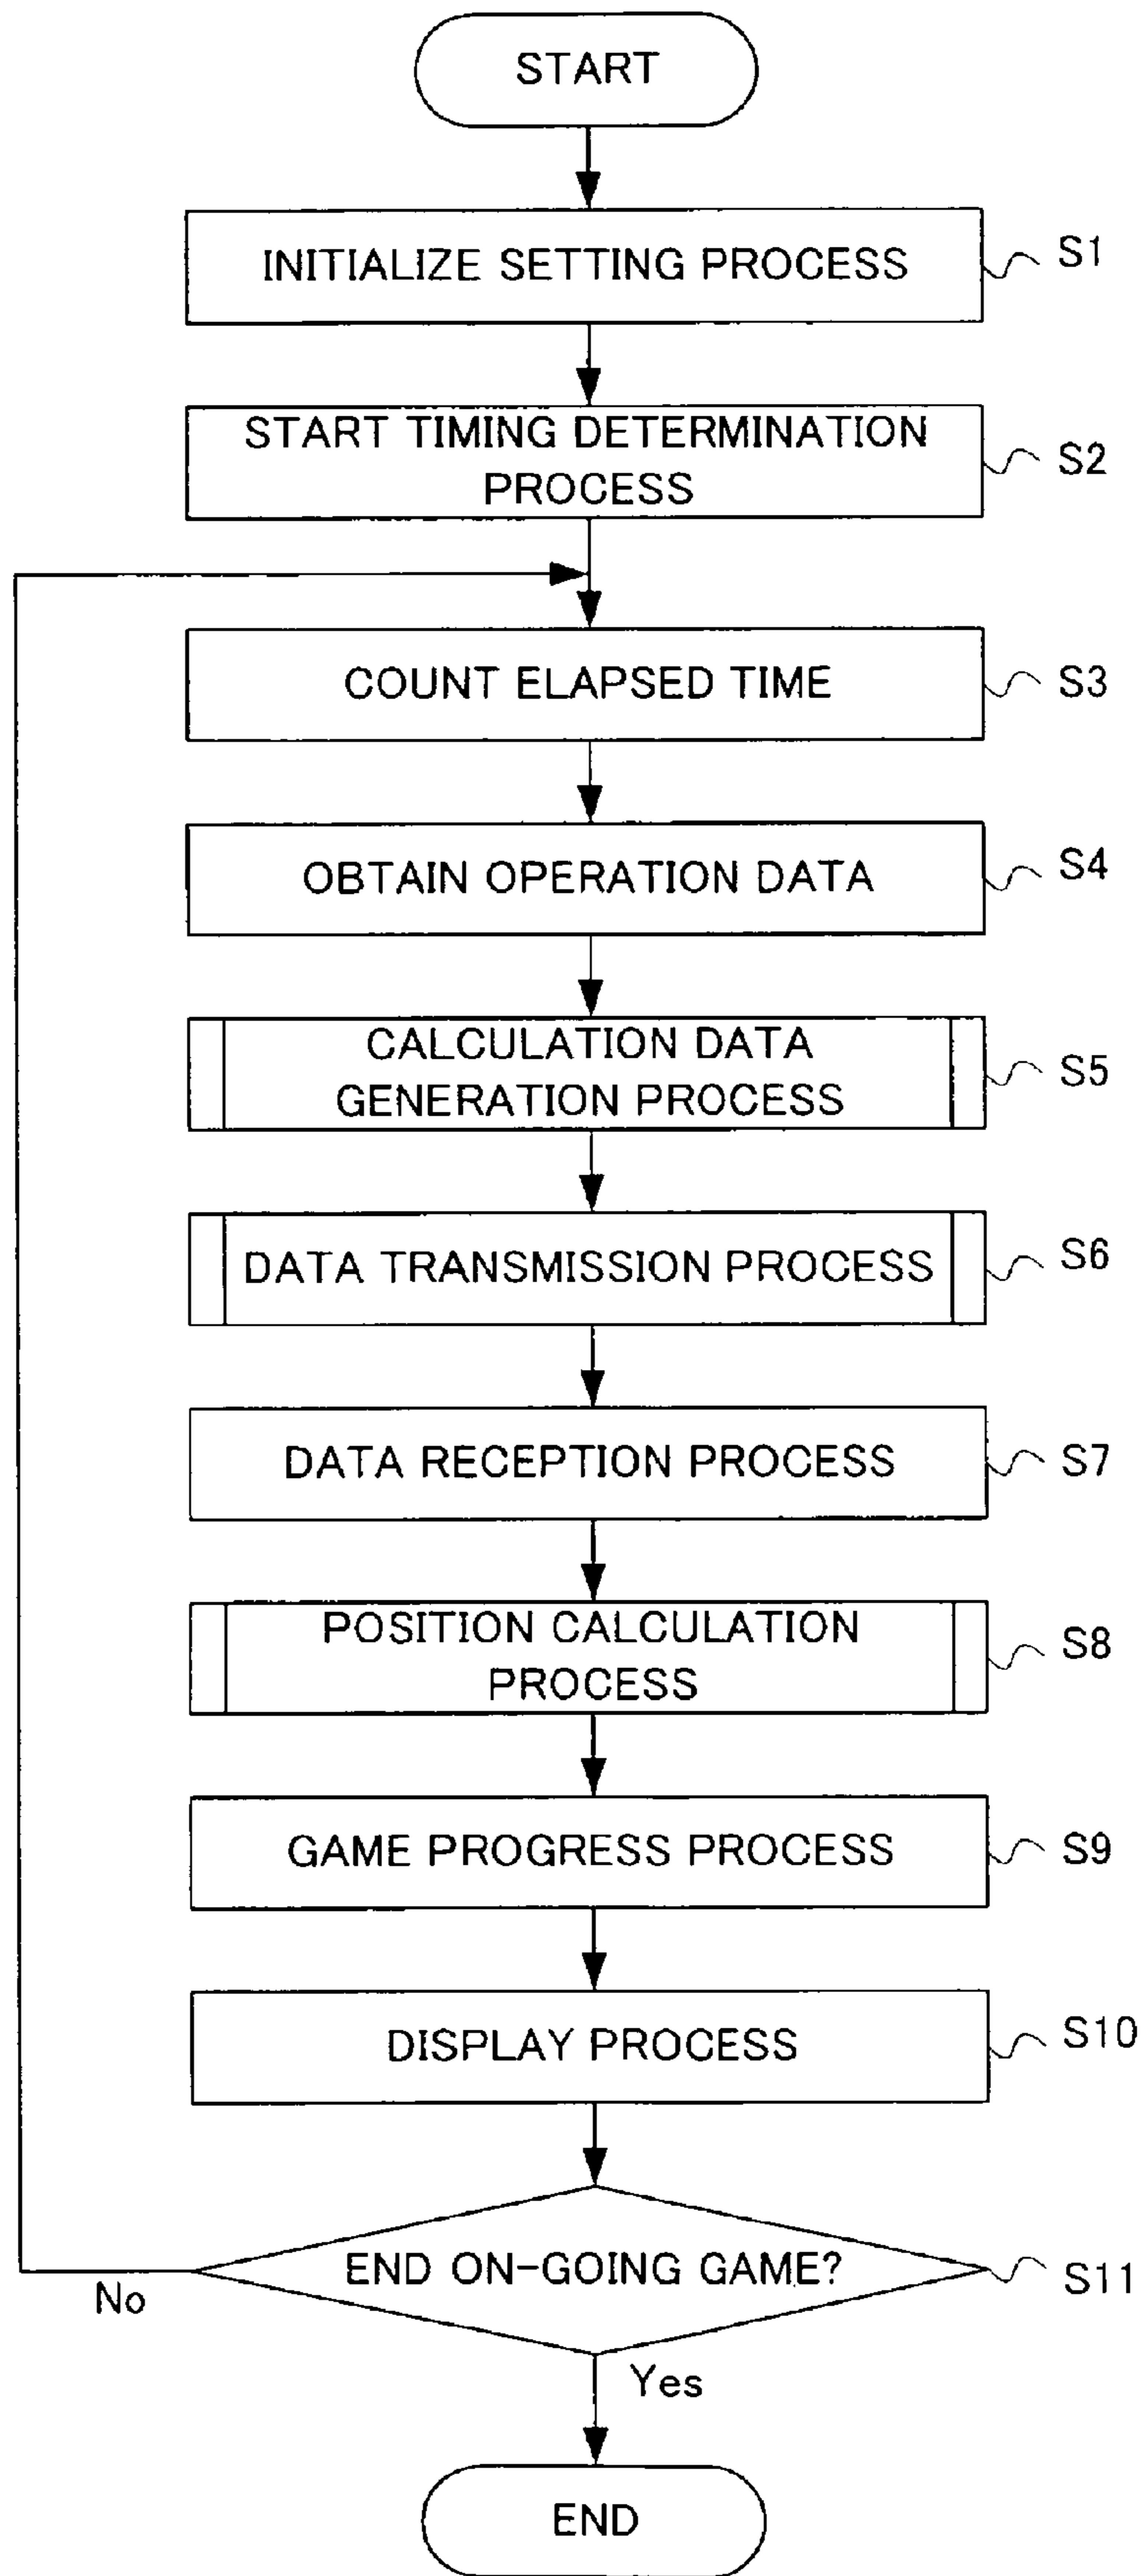 START
INITIALIZE SETTING PROCESS
S1
START TIMING DETERMINATION
PROCESS
S2
COUNT ELAPSED TIME
S3
OBTAIN OPERATION DATA
S4
CALCULATION DATA
GENERATION PROCESS
S5
DATA TRANSMISSION PROCESS
S6
DATA RECEPTION PROCESS
S7
POSITION CALCULATION
PROCESS
S8
GAME PROGRESS PROCESS
S9
DISPLAY PROCESS
S10
END ON-GOING GAME?
S11
No
Yes
END